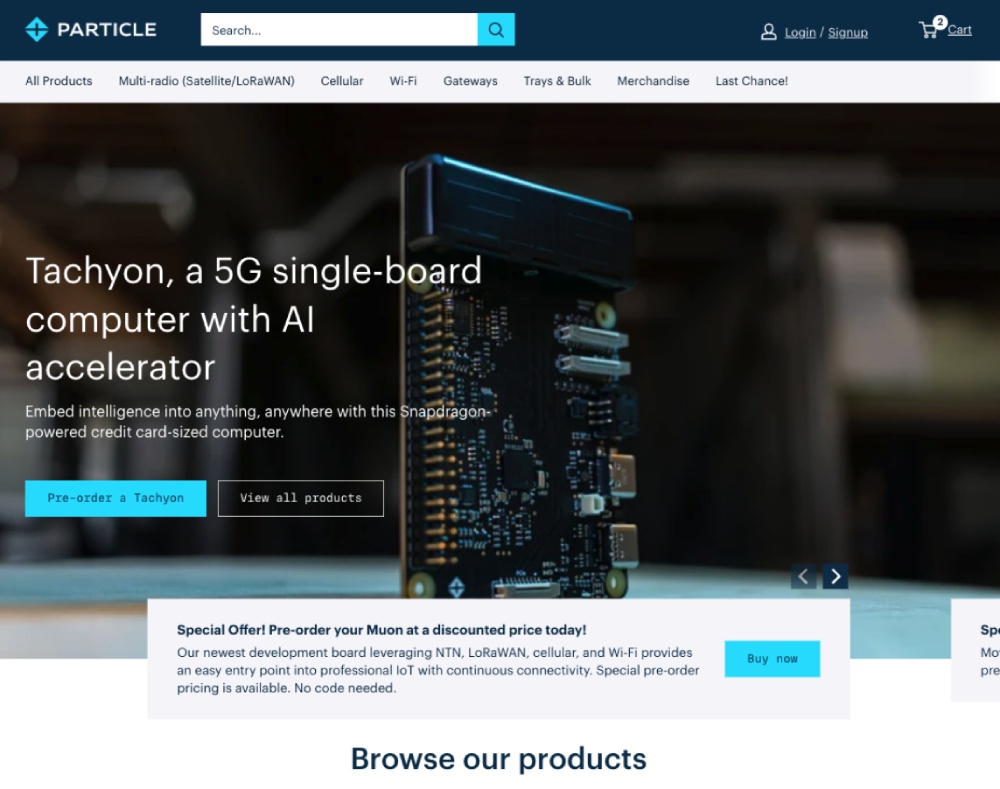 PARTICLE
Search...
Login / Signup
2
Cart
All Products
Multi-radio (Satellite/LoRaWAN)
Cellular
Wi-Fi
Gateways
Trays & Bulk
Merchandise
Last Chance!
Tachyon, a 5G single-board
computer with AI
accelerator
Embed intelligence into anything, anywhere with this Snapdragon-
powered credit card-sized computer.
Pre-order a Tachyon
View all products
Special Offer! Pre-order your Muon at a discounted price today!
Our newest development board leveraging NTN, LoRaWAN, cellular, and Wi-Fi provides
an easy entry point into professional IoT with continuous connectivity. Special pre-order
pricing is available. No code needed.
Buy now
Browse our products